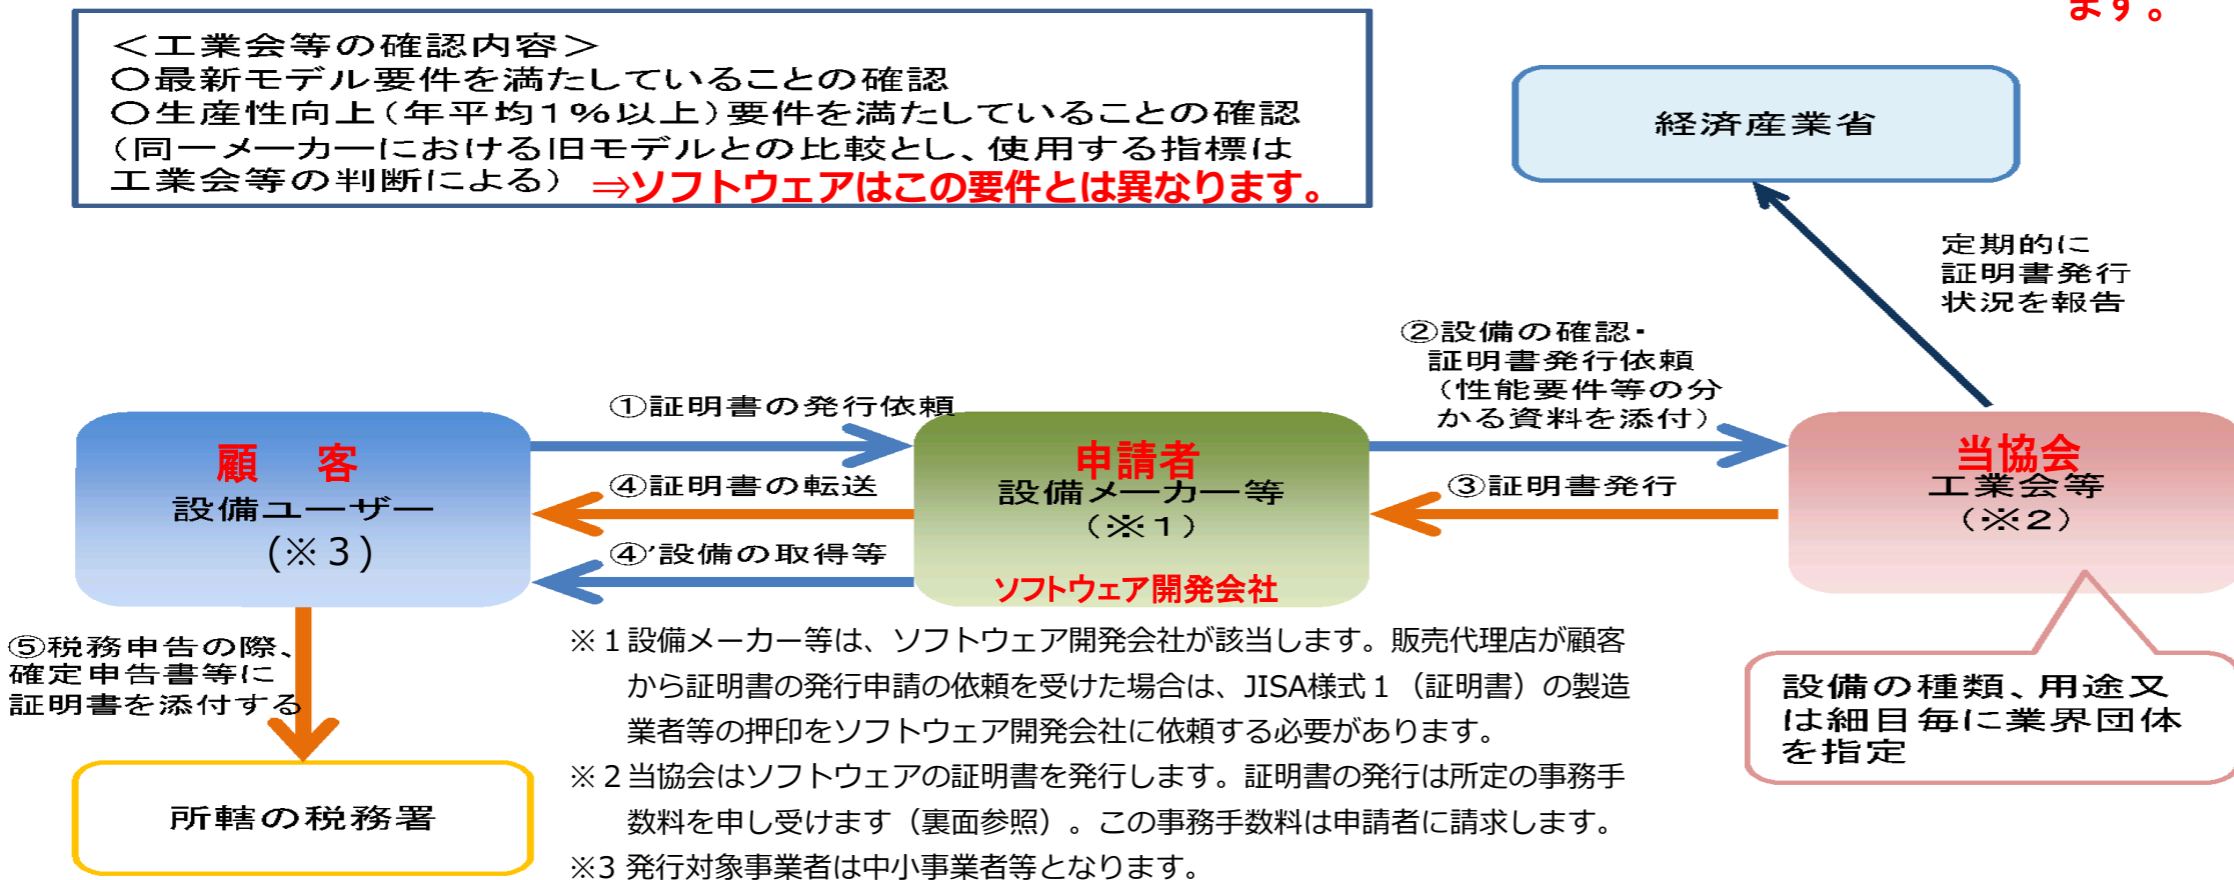 ます。
＜工業会等の確認内容＞
○最新モデル要件を満たしていることの確認
○生産性向上（年平均１％以上）要件を満たしていることの確認
（同一メーカーにおける旧モデルとの比較とし、使用する指標は
工業会等の判断による） ⇒ソフトウェアはこの要件とは異なります。
経済産業省
定期的に
証明書発行
状況を報告
②設備の確認・
証明書発行依頼
（性能要件等の分
かる資料を添付）
①証明書の発行依頼
顧　客
設備ユーザー
(※３)
申請者
設備メーカー等
（※１）
ソフトウェア開発会社
当協会
工業会等
（※２）
④証明書の転送
③証明書発行
④’設備の取得等
⑤税務申告の際、
確定申告書等に
証明書を添付する
所轄の税務署
設備の種類、用途又
は細目毎に業界団体
を指定
※１設備メーカー等は、ソフトウェア開発会社が該当します。販売代理店が顧客
から証明書の発行申請の依頼を受けた場合は、JISA様式１（証明書）の製造
業者等の押印をソフトウェア開発会社に依頼する必要があります。
※２当協会はソフトウェアの証明書を発行します。証明書の発行は所定の事務手
数料を申し受けます（裏面参照）。この事務手数料は申請者に請求します。
※3 発行対象事業者は中小事業者等となります。